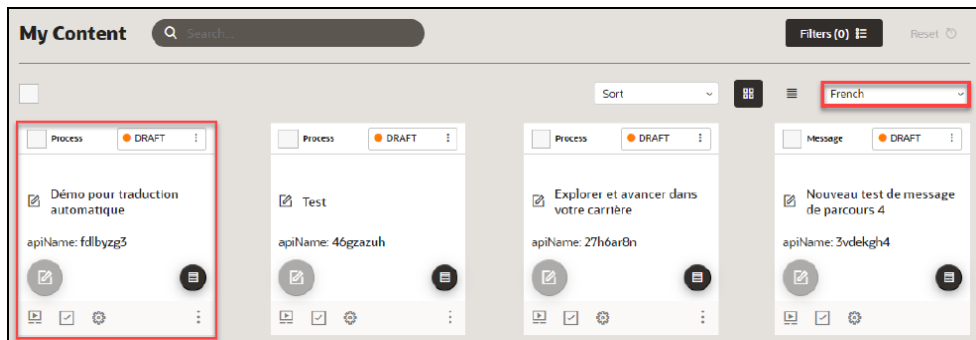 My Content
Search...
Filters (0)
Reset
Sort
French
Process
DRAFT
Démo pour traduction
automatique
apiName: fdlbyzg3
Process
DRAFT
Test
apiName: 46gzazuh
Process
DRAFT
Explorer et avancer dans
votre carrière
apiName: 27h6ar8n
Message
DRAFT
Nouveau test de message
de parcours 4
apiName: 3vdekgh4